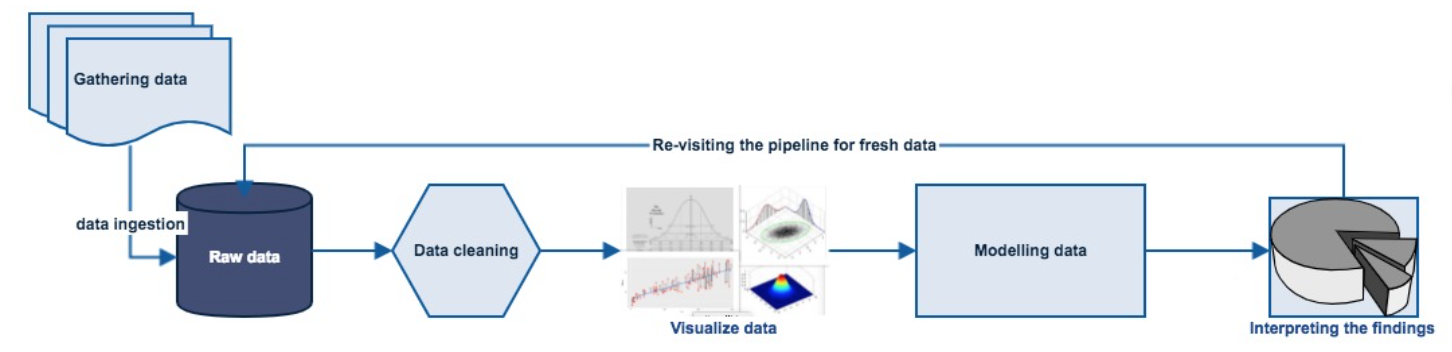 Gathering data
Re-visiting the pipeline for fresh data
data ingestion
Raw data
Data cleaning
Modelling data
Visualize data
Interpreting the findings